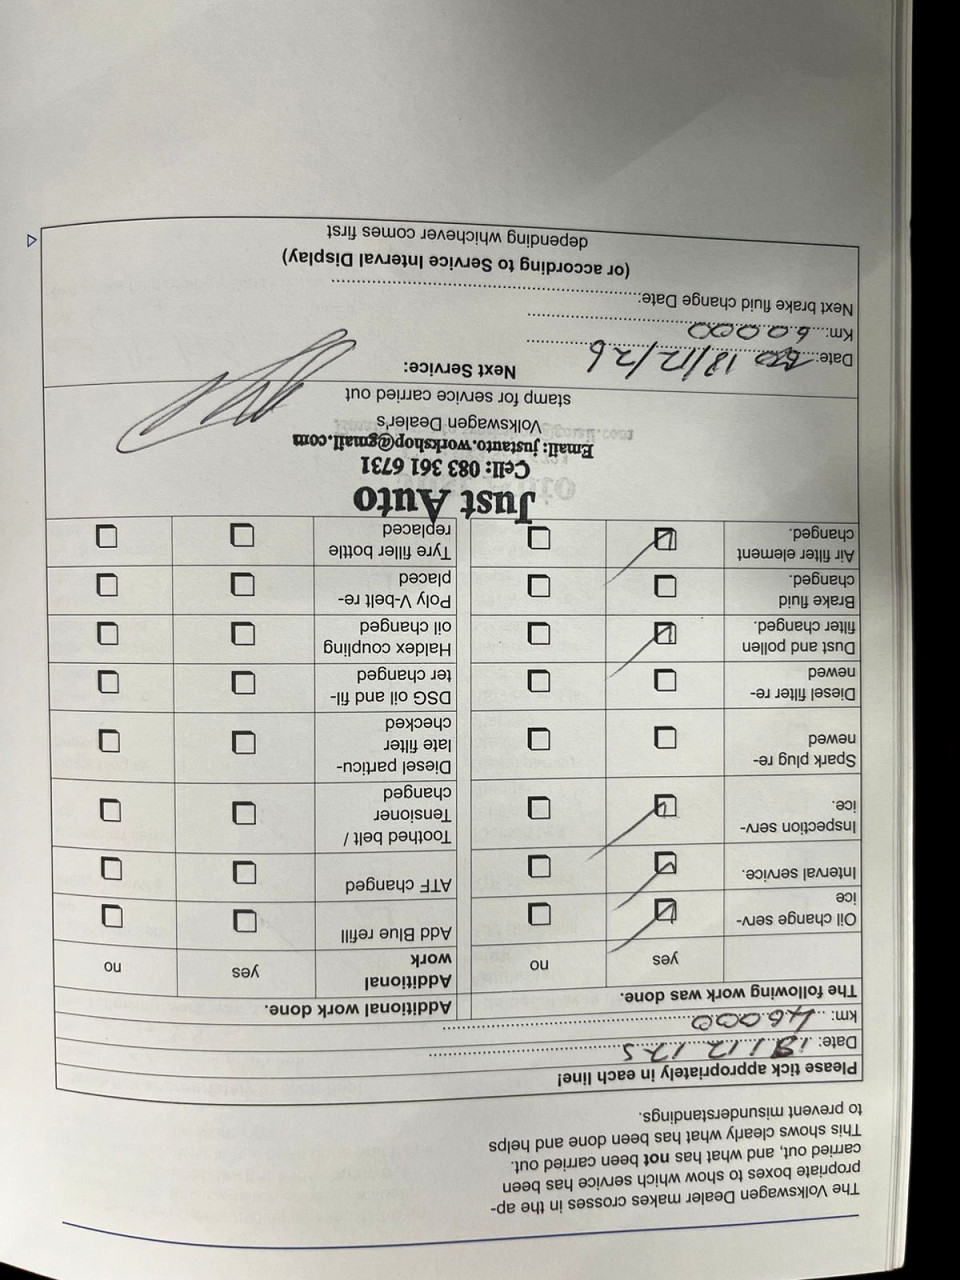 The Volkswagen Dealer makes crosses in the ap-
propriate boxes to show which service has been
carried out, and what has not been carried out.
This shows clearly what has been done and helps
to prevent misunderstandings.
Please tick appropriately in each line!
Date: 18/12/25
km: 46000
The following work was done.
yes no
Oil change serv-
ice
Interval service.
Inspection serv-
ice.
Spark plug re-
newed
Diesel filter re-
newed
Dust and pollen
filter changed.
Brake fluid
changed.
Air filter element
changed.
Additional work done.
Additional
work
yes no
Add Blue refill
ATF changed
Toothed belt /
Tensioner
changed
Diesel particu-
late filter
checked
DSG oil and fil-
ter changed
Haldex coupling
oil changed
Poly V-belt re-
placed
Tyre filler bottle
replaced
Just Auto
Cell: 083 361 6731
Email: justauto.workshop@gmail.com
Volkswagen Dealer's
stamp for service carried out
Next Service:
Date: 18/12/26
Km: 60000
Next brake fluid change Date:
(or according to Service Interval Display)
depending whichever comes first